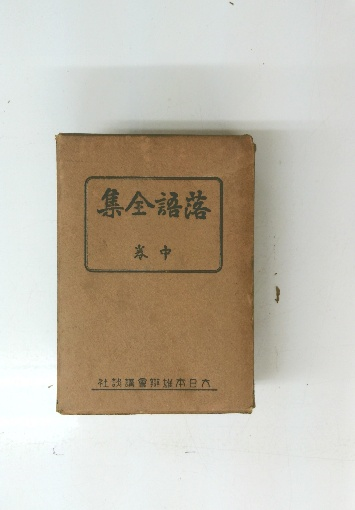 落語全集
中巻
大日本雄辯會講談社